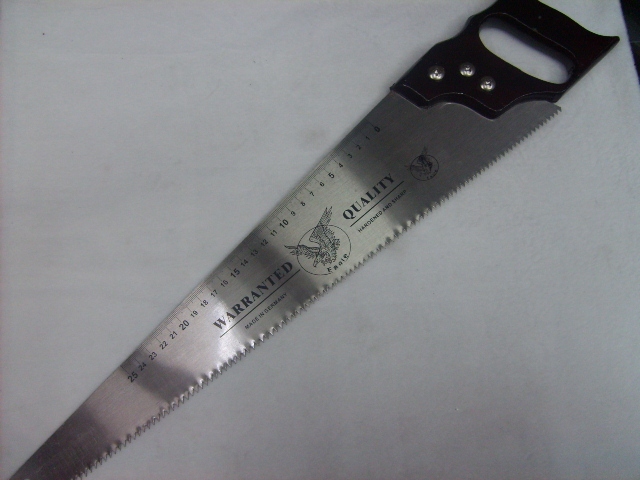 25 24 23 22 21 20 19 18 17 16 15 14 13 12 11 10 9 8 7 6 5 4 3 2 1 0
WARRANTED QUALITY
MADE IN GERMANY
Eagle
HARDENED AND